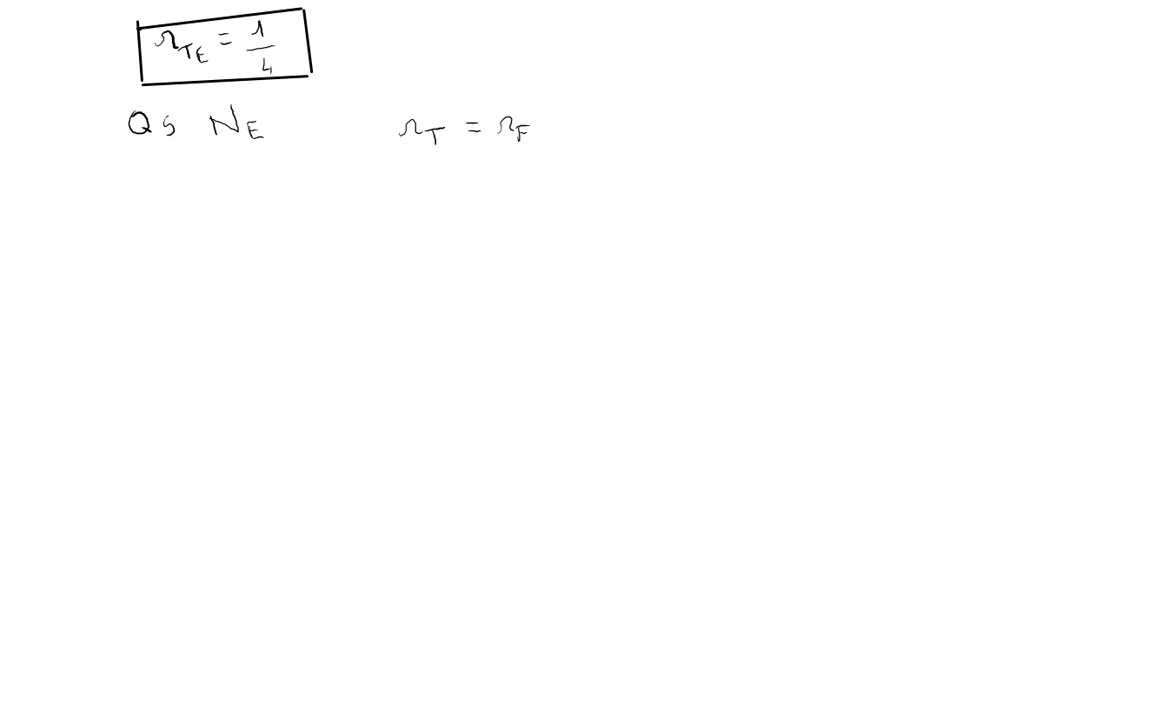 r_TE = 1/4
Q5 N_E r_T = r_F